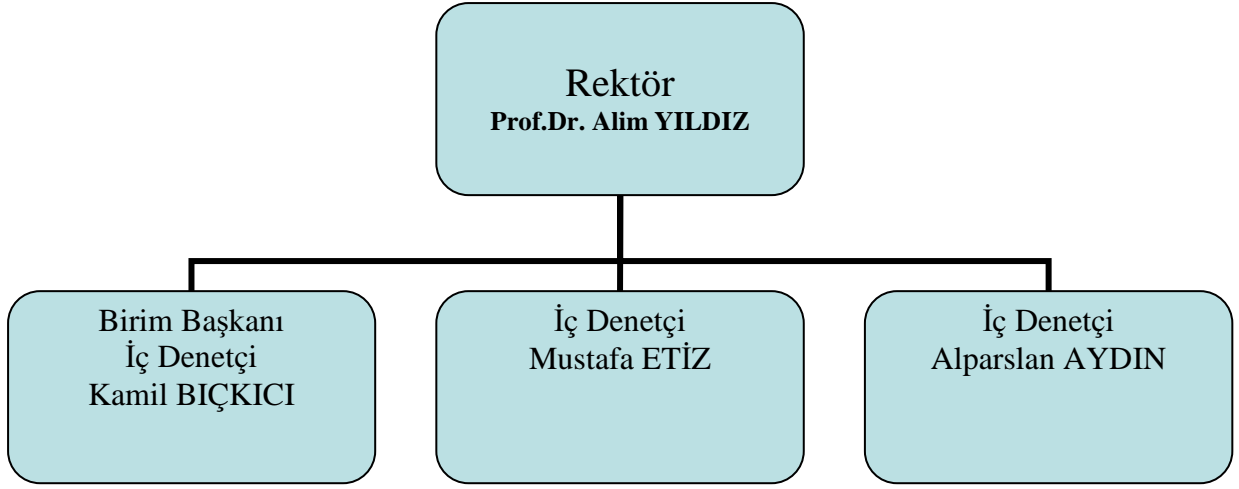 Rektör
Prof.Dr. Alim YILDIZ
Birim Başkanı
İç Denetçi
Kamil BIÇKICI
İç Denetçi
Mustafa ETİZ
İç Denetçi
Alparslan AYDIN